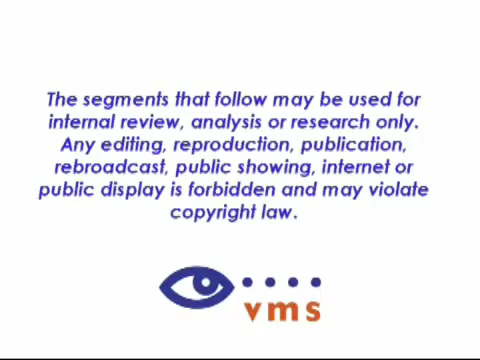 The segments that follow may be used for
internal review, analysis or research only.
Any editing, reproduction, publication,
rebroadcast, public showing, internet or
public display is forbidden and may violate
copyright law.
vms